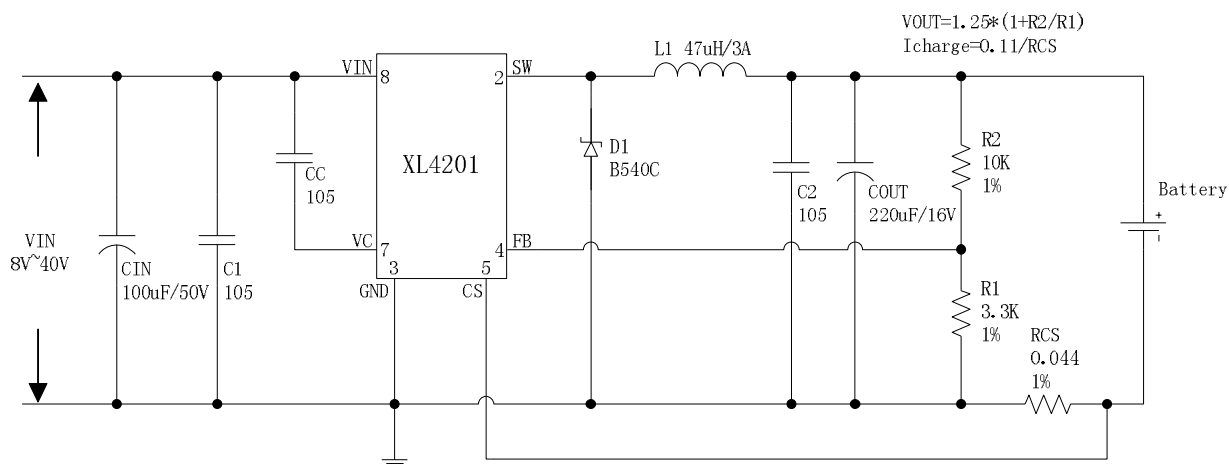 VOUT=1.25*(1+R2/R1)
Icharge=0.11/RCS
L1 47uH/3A
VIN
8
2
SW
XL4201
CC
105
D1
B540C
C2
105
COUT
220uF/16V
R2
10K
1%
Battery
+
-
VC
7
4
FB
3
5
GND
CS
VIN
8V~40V
CIN
100uF/50V
C1
105
R1
3.3K
1%
RCS
0.044
1%